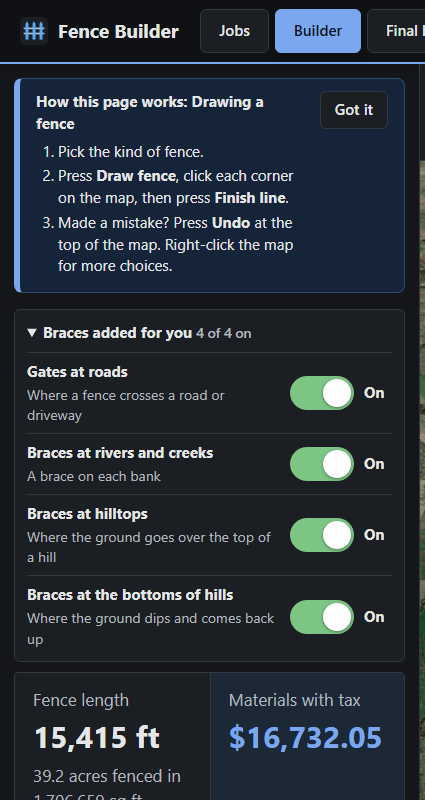 Fence Builder
Jobs
Builder
Final
How this page works: Drawing a
fence
Got it
1. Pick the kind of fence.
2. Press Draw fence, click each corner
on the map, then press Finish line.
3. Made a mistake? Press Undo at the
top of the map. Right-click the map
for more choices.
▼ Braces added for you 4 of 4 on
Gates at roads
Where a fence crosses a road or
driveway
On
Braces at rivers and creeks
A brace on each bank
On
Braces at hilltops
Where the ground goes over the top of
a hill
On
Braces at the bottoms of hills
Where the ground dips and comes back
up
On
Fence length
15,415 ft
39.2 acres fenced in
Materials with tax
$16,732.05